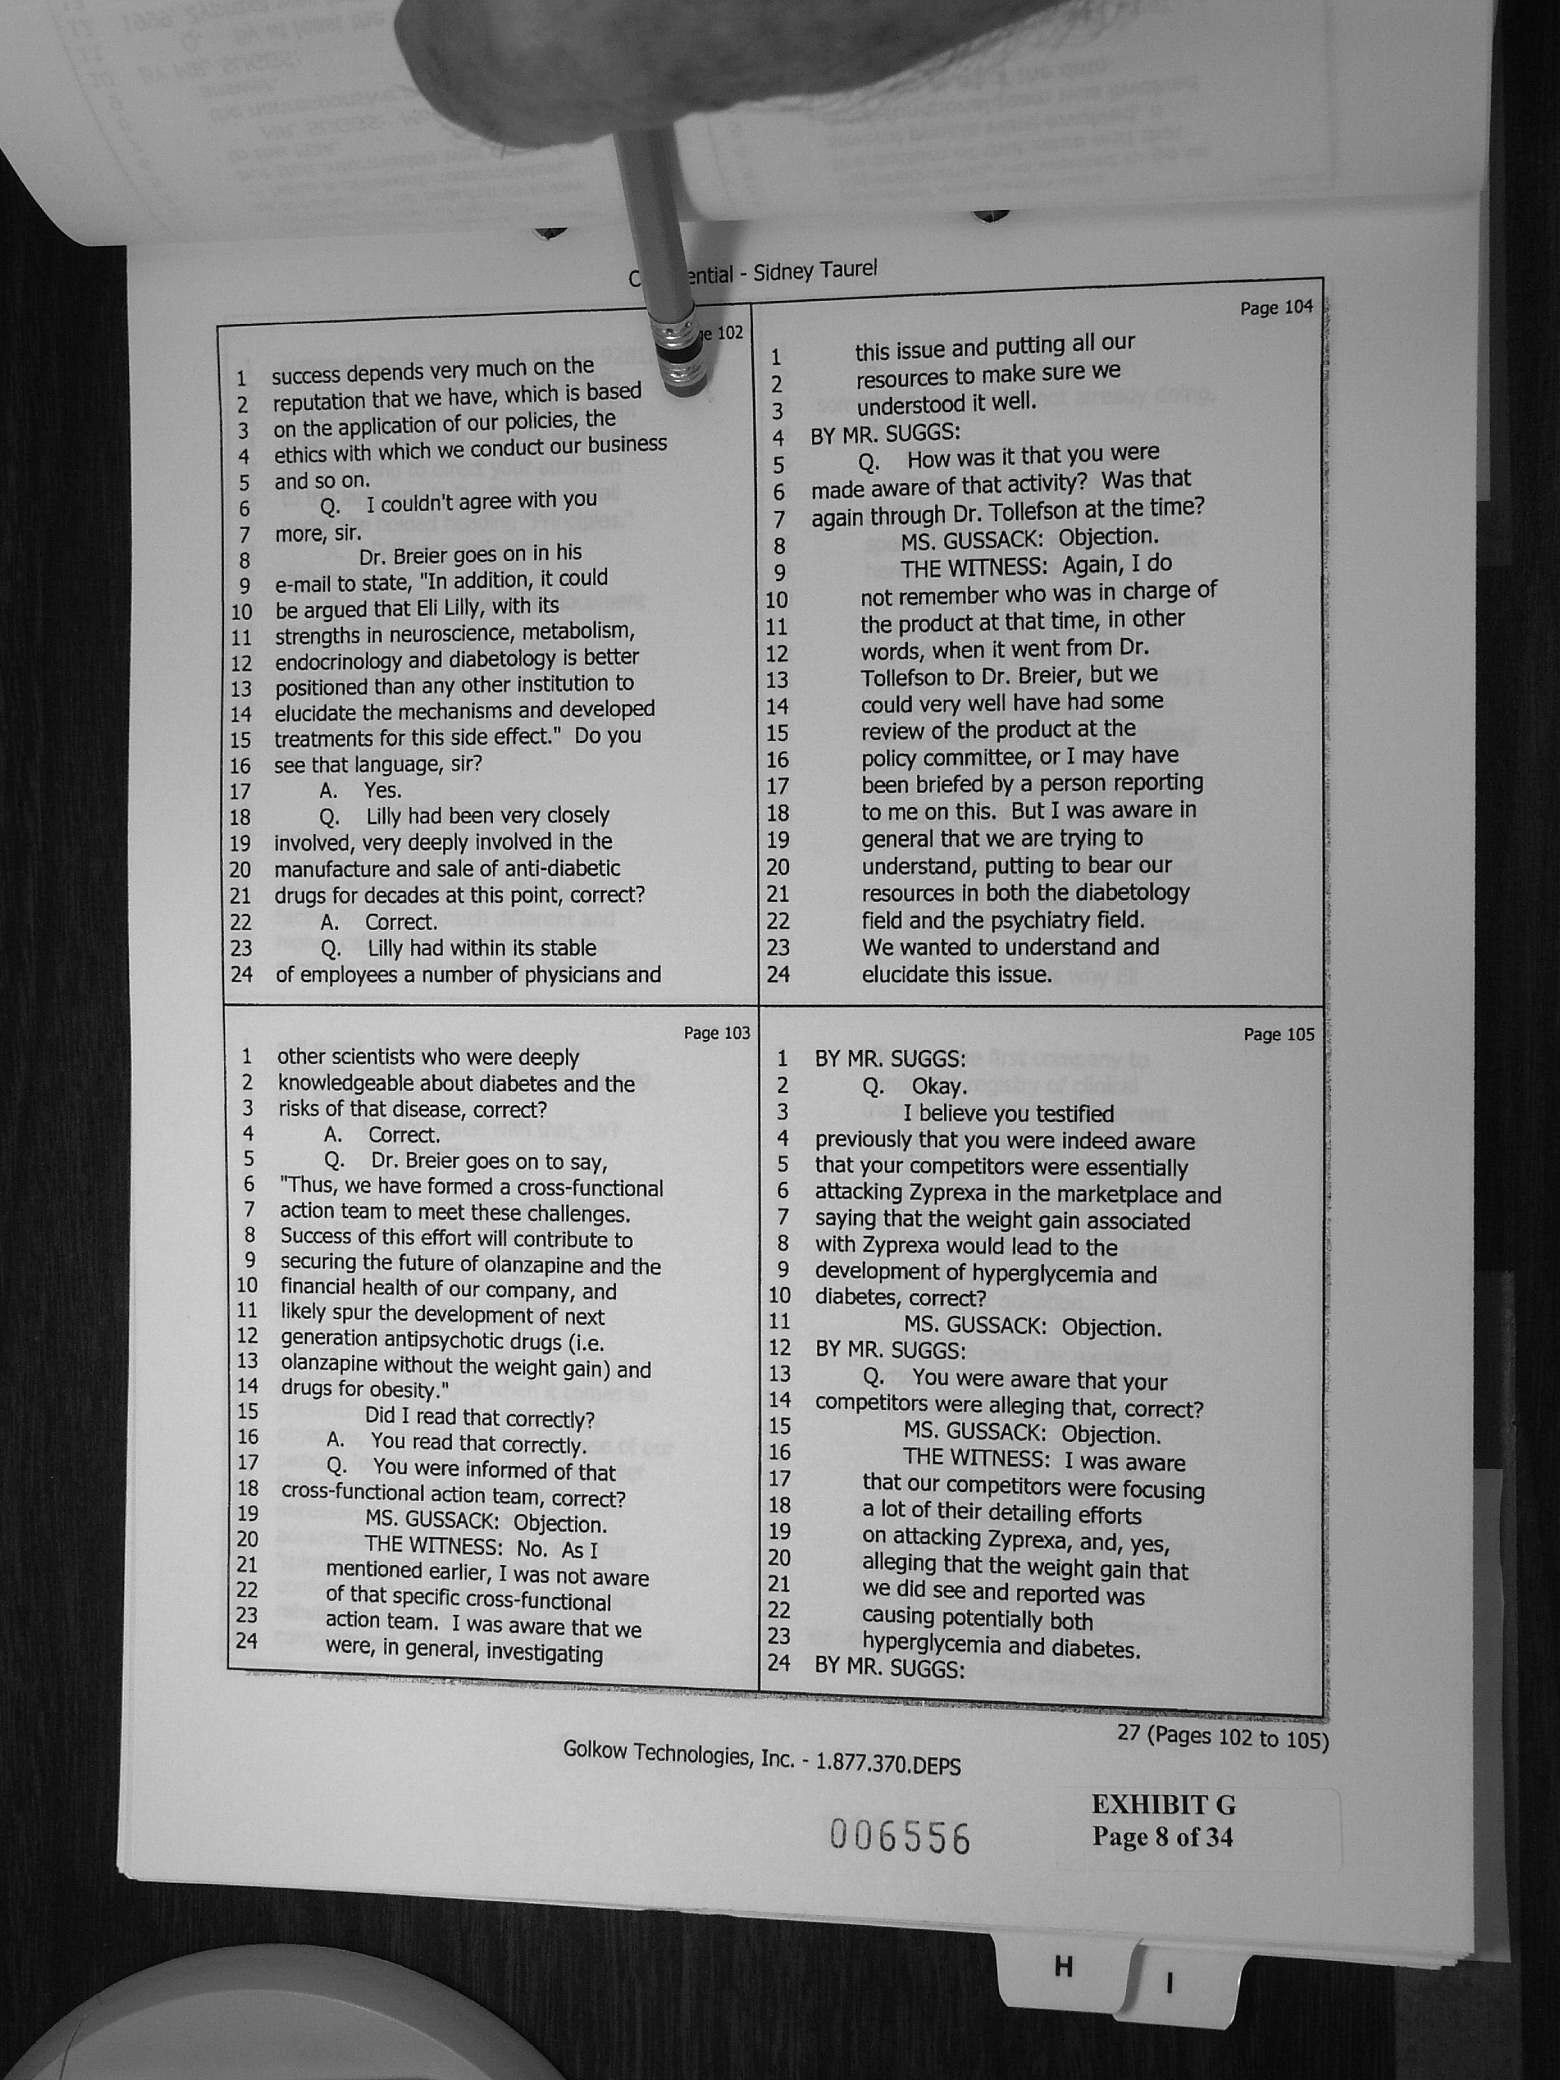 ential - Sidney Taurel
102
1 success depends very much on the
2 reputation that we have, which is based
3 on the application of our policies, the
4 ethics with which we conduct our business
5 and so on.
6 Q. I couldn't agree with you
7 more, sir.
8 Dr. Breier goes on in his
9 e-mail to state, "In addition, it could
10 be argued that Eli Lilly, with its
11 strengths in neuroscience, metabolism,
12 endocrinology and diabetology is better
13 positioned than any other institution to
14 elucidate the mechanisms and developed
15 treatments for this side effect." Do you
16 see that language, sir?
17 A. Yes.
18 Q. Lilly had been very closely
19 involved, very deeply involved in the
20 manufacture and sale of anti-diabetic
21 drugs for decades at this point, correct?
22 A. Correct.
23 Q. Lilly had within its stable
24 of employees a number of physicians and
Page 103
1 other scientists who were deeply
2 knowledgeable about diabetes and the
3 risks of that disease, correct?
4 A. Correct.
5 Q. Dr. Breier goes on to say,
6 "Thus, we have formed a cross-functional
7 action team to meet these challenges.
8 Success of this effort will contribute to
9 securing the future of olanzapine and the
10 financial health of our company, and
11 likely spur the development of next
12 generation antipsychotic drugs (i.e.
13 olanzapine without the weight gain) and
14 drugs for obesity."
15 Did I read that correctly?
16 A. You read that correctly.
17 Q. You were informed of that
18 cross-functional action team, correct?
19 MS. GUSSACK: Objection.
20 THE WITNESS: No. As I
21 mentioned earlier, I was not aware
22 of that specific cross-functional
23 action team. I was aware that we
24 were, in general, investigating
Page 104
1 this issue and putting all our
2 resources to make sure we
3 understood it well.
4 BY MR. SUGGS:
5 Q. How was it that you were
6 made aware of that activity? Was that
7 again through Dr. Tollefson at the time?
8 MS. GUSSACK: Objection.
9 THE WITNESS: Again, I do
10 not remember who was in charge of
11 the product at that time, in other
12 words, when it went from Dr.
13 Tollefson to Dr. Breier, but we
14 could very well have had some
15 review of the product at the
16 policy committee, or I may have
17 been briefed by a person reporting
18 to me on this. But I was aware in
19 general that we are trying to
20 understand, putting to bear our
21 resources in both the diabetology
22 field and the psychiatry field.
23 We wanted to understand and
24 elucidate this issue.
Page 105
1 BY MR. SUGGS:
2 Q. Okay.
3 I believe you testified
4 previously that you were indeed aware
5 that your competitors were essentially
6 attacking Zyprexa in the marketplace and
7 saying that the weight gain associated
8 with Zyprexa would lead to the
9 development of hyperglycemia and
10 diabetes, correct?
11 MS. GUSSACK: Objection.
12 BY MR. SUGGS:
13 Q. You were aware that your
14 competitors were alleging that, correct?
15 MS. GUSSACK: Objection.
16 THE WITNESS: I was aware
17 that our competitors were focusing
18 a lot of their detailing efforts
19 on attacking Zyprexa, and, yes,
20 alleging that the weight gain that
21 we did see and reported was
22 causing potentially both
23 hyperglycemia and diabetes.
24 BY MR. SUGGS:
27 (Pages 102 to 105)
Golkow Technologies, Inc. - 1.877.370.DEPS
006556
EXHIBIT G
Page 8 of 34
H
I